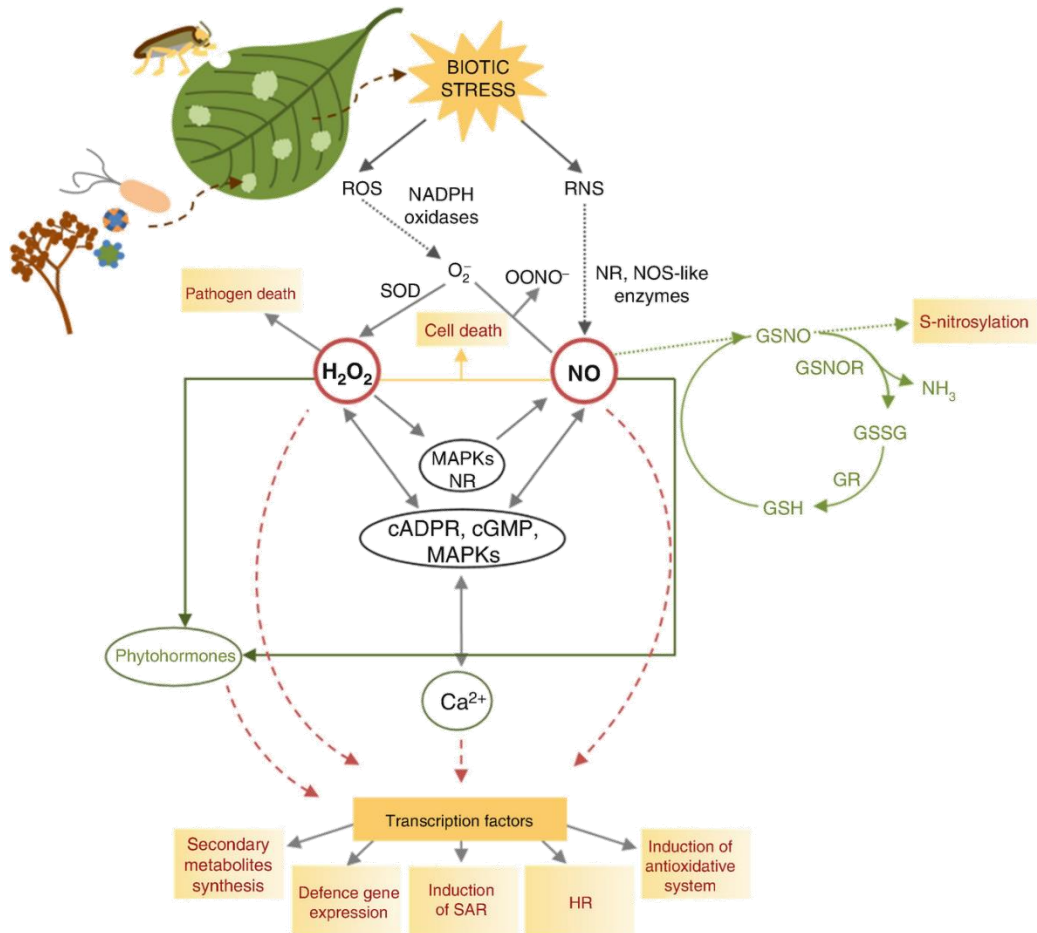 BIOTIC
STRESS
ROS
RNS
NADPH
oxidases
O₂⁻
OONO⁻
NR, NOS-like
enzymes
SOD
Pathogen death
Cell death
S-nitrosylation
GSNO
GSNOR
NH₃
GSSG
GR
GSH
H₂O₂
NO
MAPKs
NR
cADPR, cGMP,
MAPKs
Phytohormones
Ca²⁺
Transcription factors
Secondary
metabolites
synthesis
Defence gene
expression
Induction
of SAR
HR
Induction of
antioxidative
system